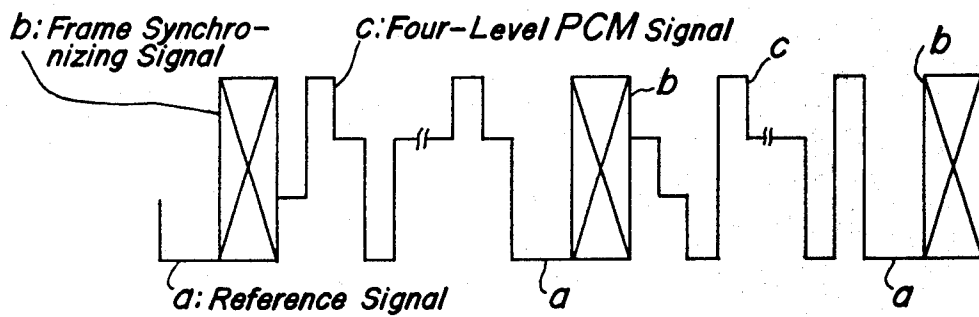 b: Frame Synchro-
nizing Signal
c: Four-Level PCM Signal
b
c
b
a: Reference Signal
a
a